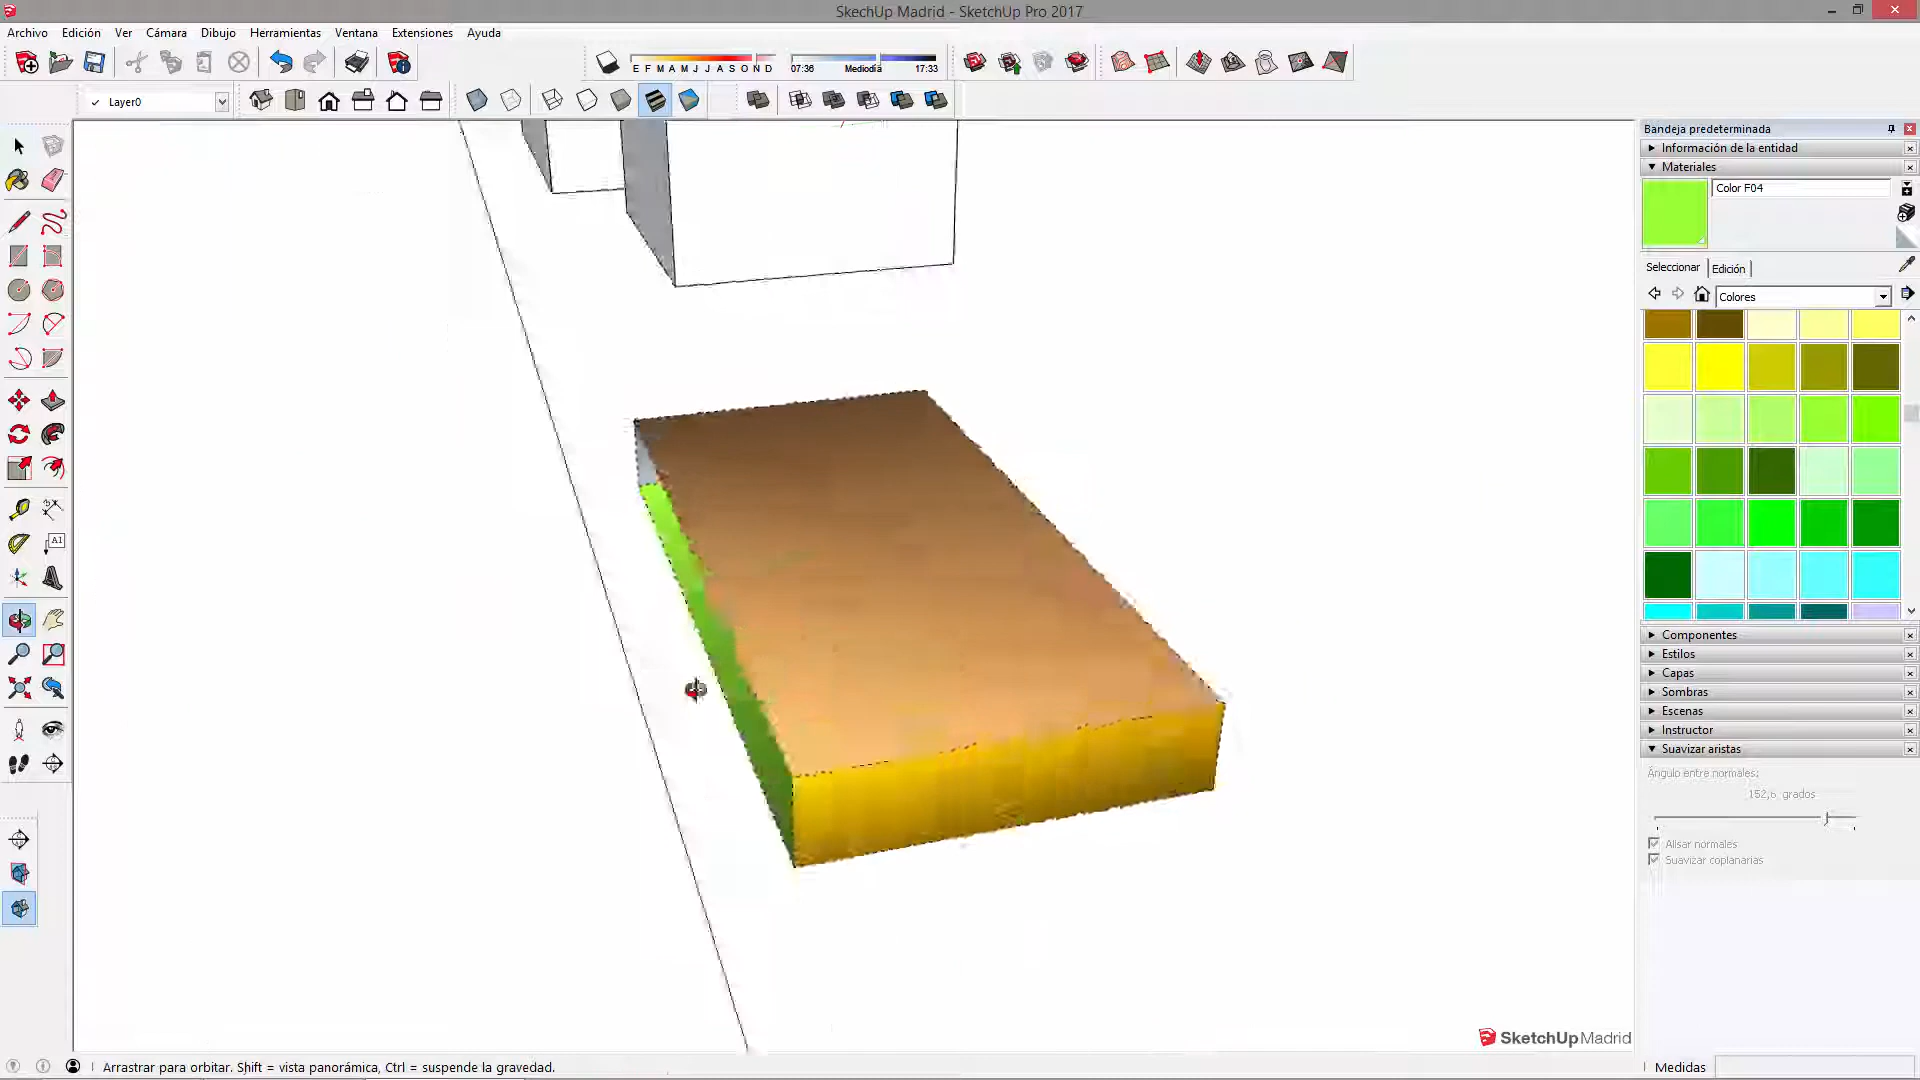 SkechUp Madrid - SketchUp Pro 2017
Archivo Edición Ver Cámara Dibujo Herramientas Ventana Extensiones Ayuda
E F M A M J J A S O N D
07:36 Mediodía 17:33
Layer0
Bandeja predeterminada
Información de la entidad
Materiales
Color F04
Seleccionar Edición
Colores
A1
Componentes
Estilos
Capas
Sombras
Escenas
Instructor
Suavizar aristas
Ángulo entre normales:
152,6 grados
Alisar normales
Suavizar coplanarias
SketchUp Madrid
Arrastrar para orbitar. Shift = vista panorámica, Ctrl = suspende la gravedad.
Medidas